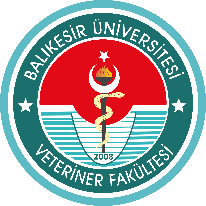 BALIKESİR ÜNİVERSİTESİ
2008
VETERİNER FAKÜLTESİ